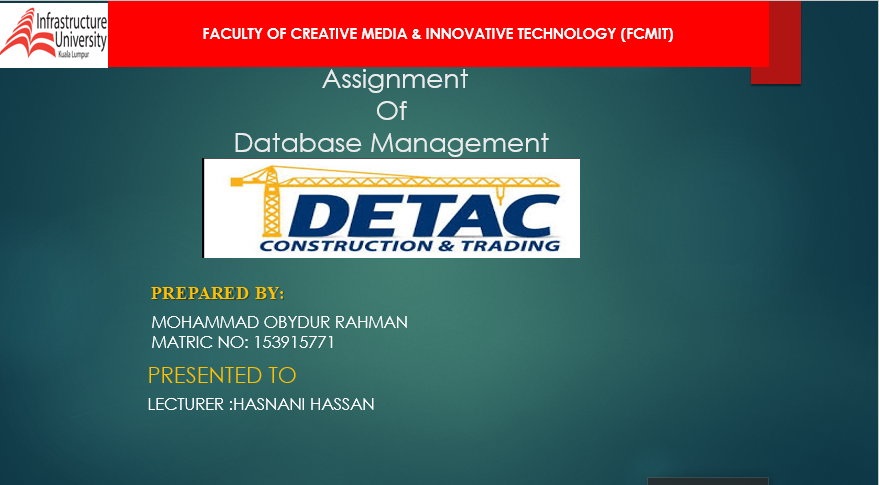 Infrastructure
University
Kuala Lumpur
FACULTY OF CREATIVE MEDIA & INNOVATIVE TECHNOLOGY (FCMIT)
Assignment
Of
Database Management
DETAC
CONSTRUCTION & TRADING
PREPARED BY:
MOHAMMAD OBYDUR RAHMAN
MATRIC NO: 153915771
PRESENTED TO
LECTURER :HASNANI HASSAN